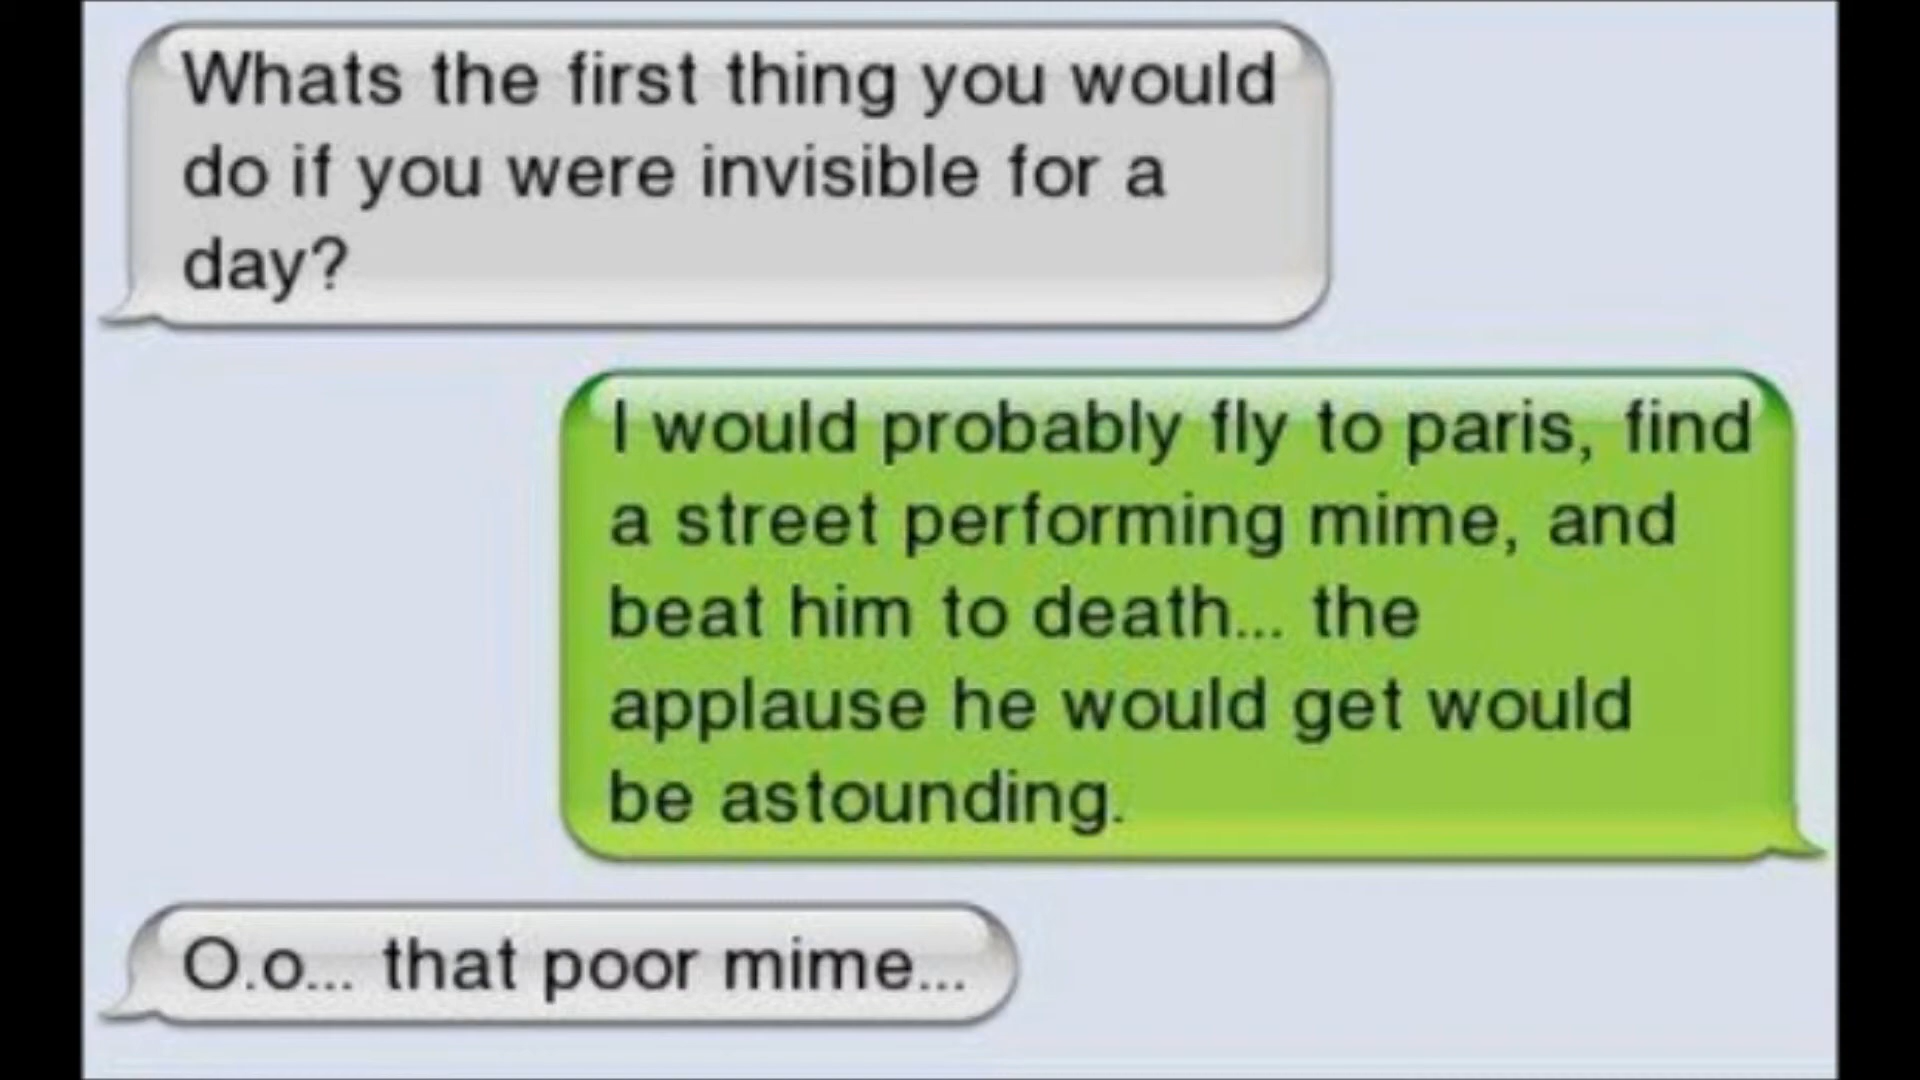 Whats the first thing you would
do if you were invisible for a
day?
I would probably fly to paris, find
a street performing mime, and
beat him to death... the
applause he would get would
be astounding.
O.o... that poor mime...